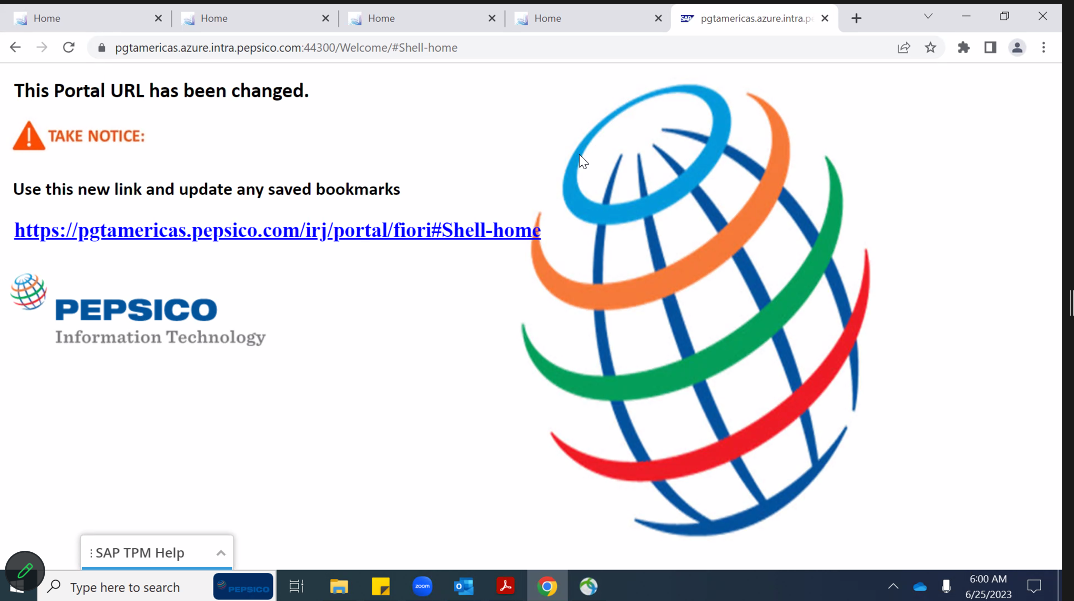 Home
Home
Home
Home
SAP pgtamericas.azure.intra.p
pgtamericas.azure.intra.pepsico.com:44300/Welcome/#Shell-home
This Portal URL has been changed.
TAKE NOTICE:
Use this new link and update any saved bookmarks
https://pgtamericas.pepsico.com/irj/portal/fiori#Shell-home
PEPSICO
Information Technology
SAP TPM Help
Type here to search
PEPSICO
zoom
6:00 AM
6/25/2023